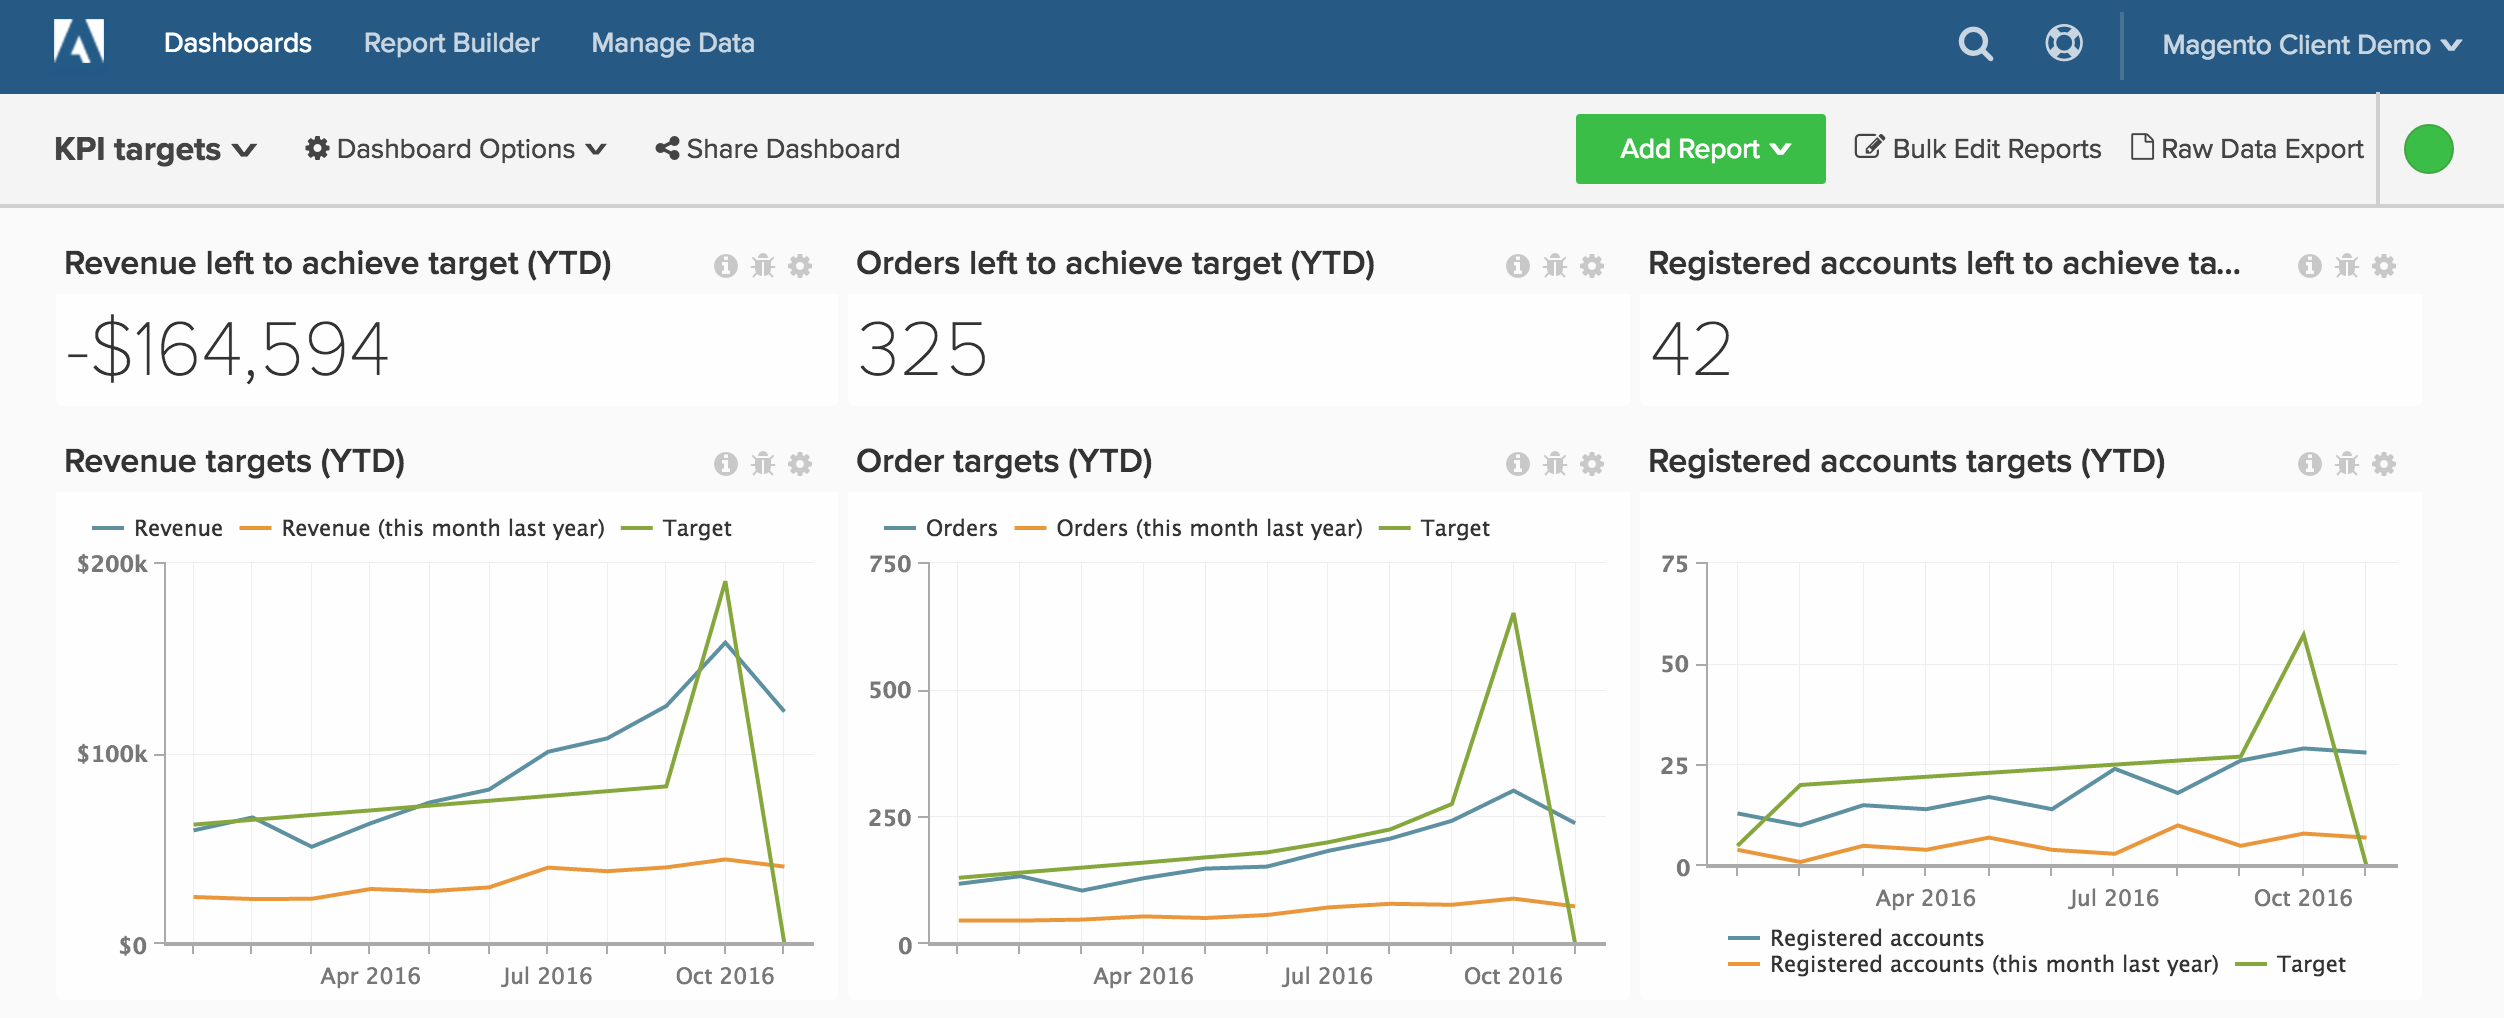 Dashboards Report Builder Manage Data Magento Client Demo
KPI targets Dashboard Options Share Dashboard Add Report Bulk Edit Reports Raw Data Export
Revenue left to achieve target (YTD)
-$164,594
Orders left to achieve target (YTD)
325
Registered accounts left to achieve ta...
42
Revenue targets (YTD)
Revenue Revenue (this month last year) Target
$200k
$100k
$0
Apr 2016 Jul 2016 Oct 2016
Order targets (YTD)
Orders Orders (this month last year) Target
750
500
250
0
Apr 2016 Jul 2016 Oct 2016
Registered accounts targets (YTD)
75
50
25
0
Apr 2016 Jul 2016 Oct 2016
Registered accounts
Registered accounts (this month last year) Target